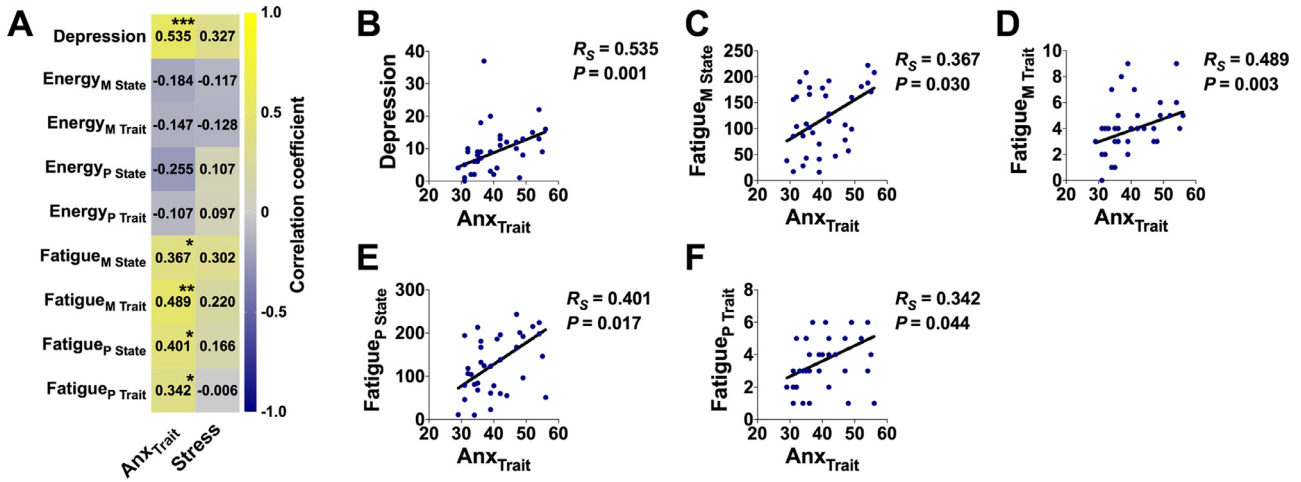 A
Depression
Energy M State
Energy M Trait
Energy P State
Energy P Trait
Fatigue M State
Fatigue M Trait
Fatigue P State
Fatigue P Trait
*** 
0.535 0.327
-0.184 -0.117
-0.147 -0.128
-0.255 0.107
-0.107 0.097
*
0.367 0.302
**
0.489 0.220
*
0.401 0.166
*
0.342 -0.006
Anx Trait
Stress
1.0
0.5
0
-0.5
-1.0
Correlation coefficient
B
Depression
40
30
20
10
0
20 30 40 50 60
Anx Trait
R S = 0.535
P = 0.001
C
Fatigue M State
250
200
150
100
50
0
20 30 40 50 60
Anx Trait
R S = 0.367
P = 0.030
D
Fatigue M Trait
10
8
6
4
2
0
20 30 40 50 60
Anx Trait
R S = 0.489
P = 0.003
E
Fatigue P State
300
200
100
0
20 30 40 50 60
Anx Trait
R S = 0.401
P = 0.017
F
Fatigue P Trait
8
6
4
2
0
20 30 40 50 60
Anx Trait
R S = 0.342
P = 0.044